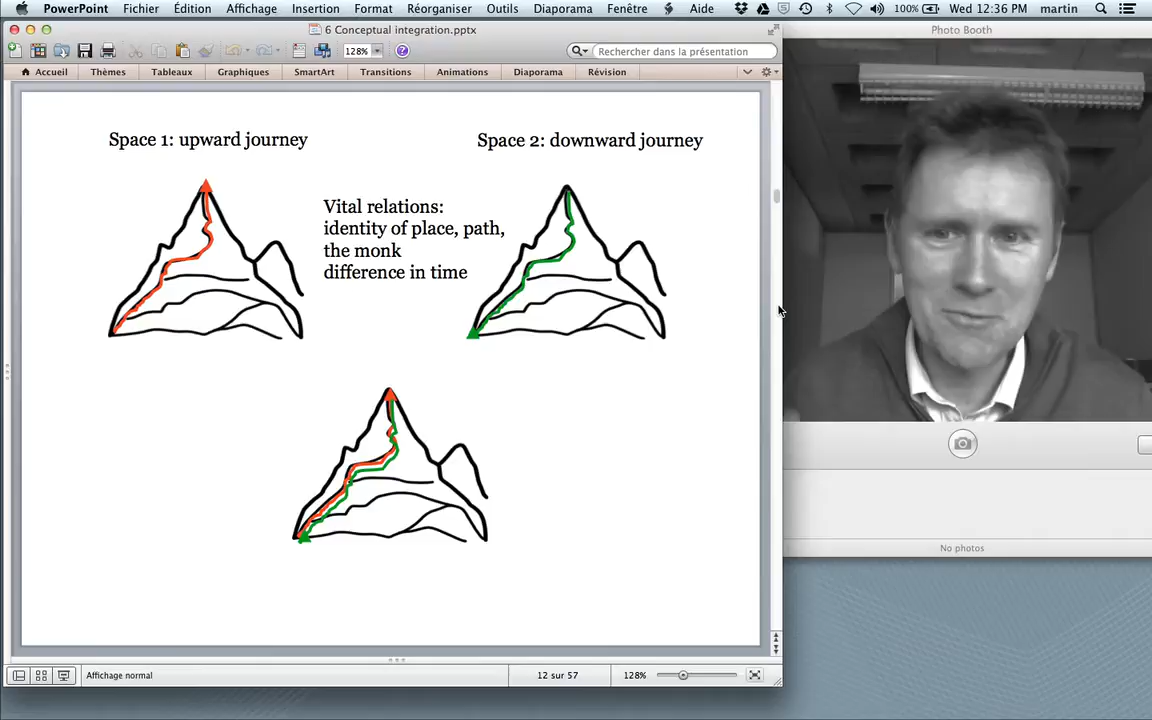 PowerPoint Fichier Édition Affichage Insertion Format Réorganiser Outils Diaporama Fenêtre Aide 100% Wed 12:36 PM martin
6 Conceptual integration.pptx
Photo Booth
128%
Rechercher dans la présentation
Accueil Thèmes Tableaux Graphiques SmartArt Transitions Animations Diaporama Révision
Space 1: upward journey
Space 2: downward journey
Vital relations:
identity of place, path,
the monk
difference in time
No photos
Affichage normal
12 sur 57
128%